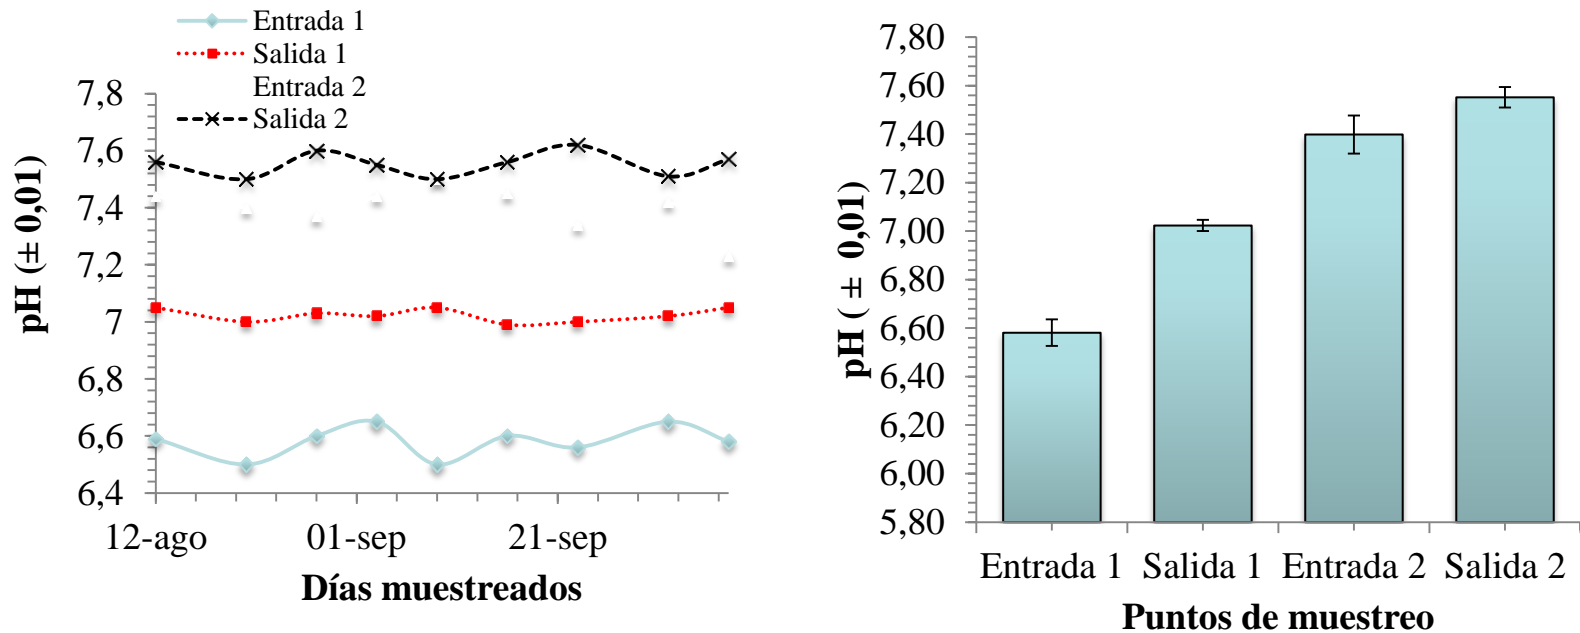 Entrada 1
Salida 1
Entrada 2
Salida 2
7,8
7,6
7,4
7,2
7
6,8
6,6
6,4
pH (± 0,01)
12-ago 01-sep 21-sep
Días muestreados
7,80
7,60
7,40
7,20
7,00
6,80
6,60
6,40
6,20
6,00
5,80
pH ( ± 0,01)
Entrada 1 Salida 1 Entrada 2 Salida 2
Puntos de muestreo